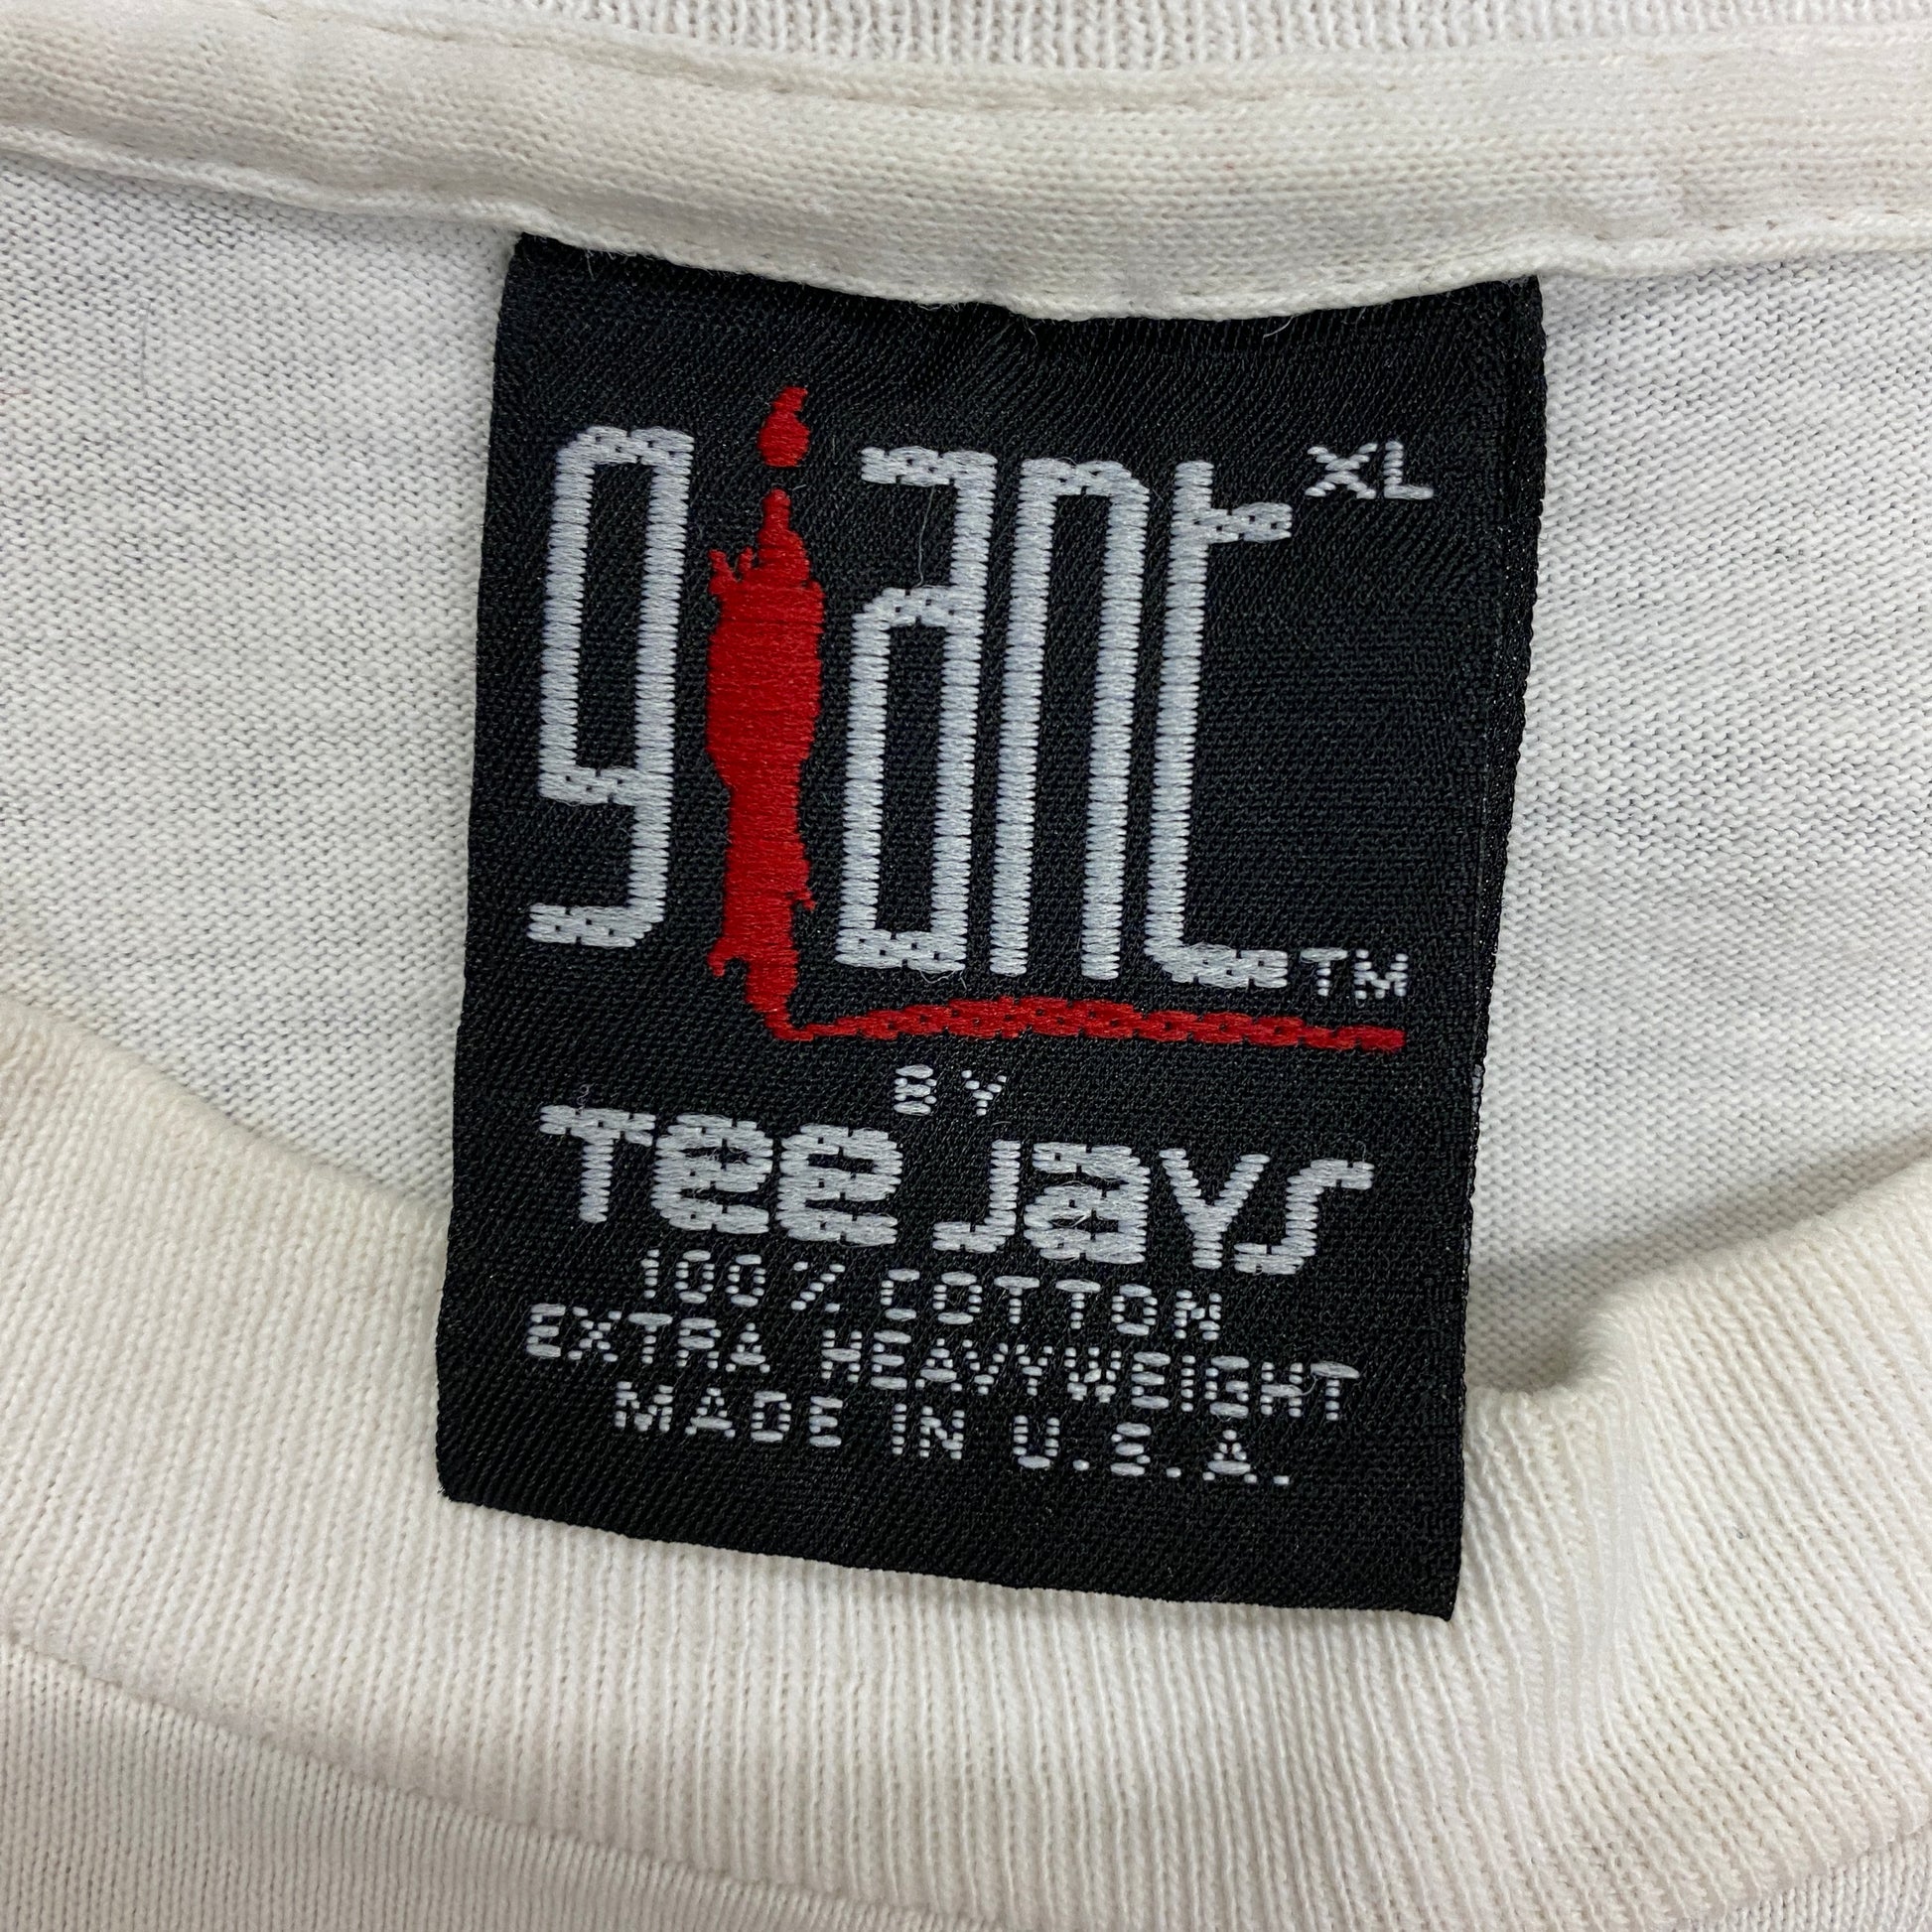 giant XL
TM
BY
Tee Jays
100% COTTON
EXTRA HEAVYWEIGHT
MADE IN U.S.A.